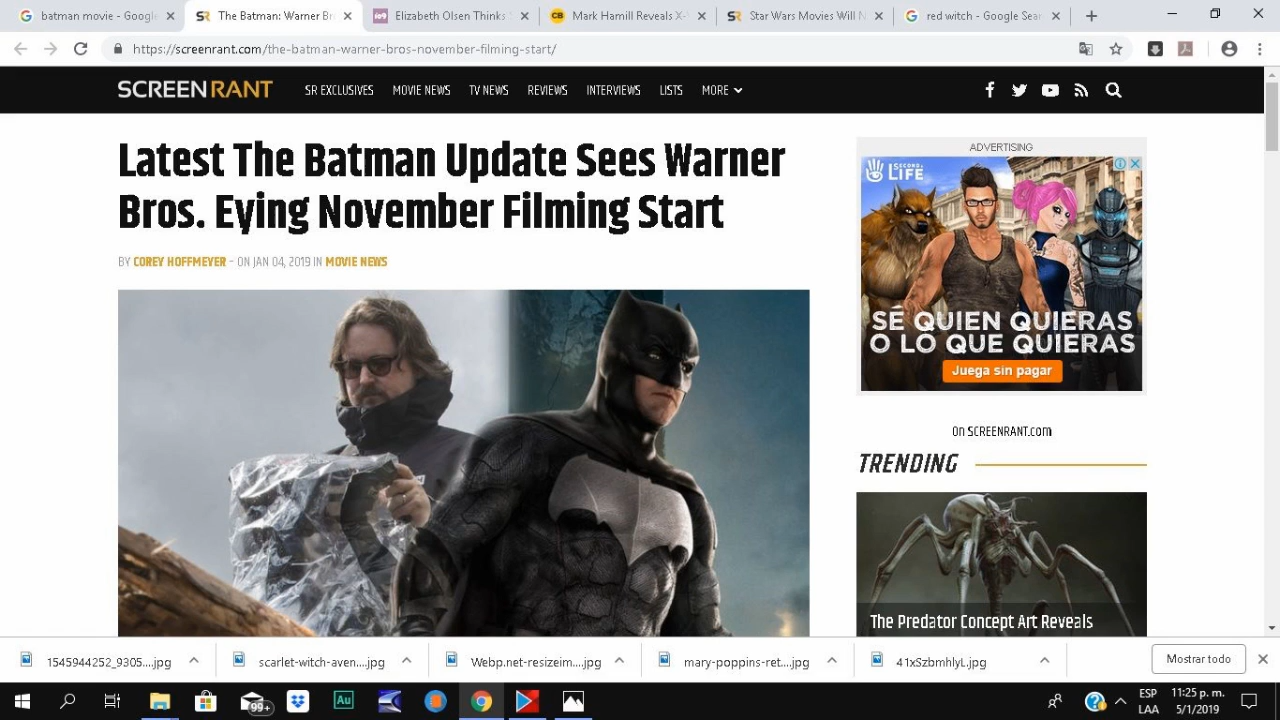 batman movie - Googl
The Batman: Warner Br
Elizabeth Olsen Thinks
Mark Hamill Reveals X-
Star Wars Movies Will N
red witch - Google Sear
https://screenrant.com/the-batman-warner-bros-november-filming-start/
SCREENRANT
SR EXCLUSIVES
MOVIE NEWS
TV NEWS
REVIEWS
INTERVIEWS
LISTS
MORE
Latest The Batman Update Sees Warner
Bros. Eying November Filming Start
BY COREY HOFFMEYER - ON JAN 04, 2019 IN MOVIE NEWS
ADVERTISING
SECOND
LIFE
SÉ QUIEN QUIERAS
O LO QUE QUIERAS
Juega sin pagar
On SCREENRANT.com
TRENDING
The Predator Concept Art Reveals
1545944252_9305....jpg
scarlet-witch-aven....jpg
Webp.net-resizeim....jpg
mary-poppins-ret....jpg
41xSzbmhlyL.jpg
Mostrar todo
99+
Au
ESP
LAA
11:25 p. m.
5/1/2019